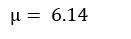 μ = 6.14